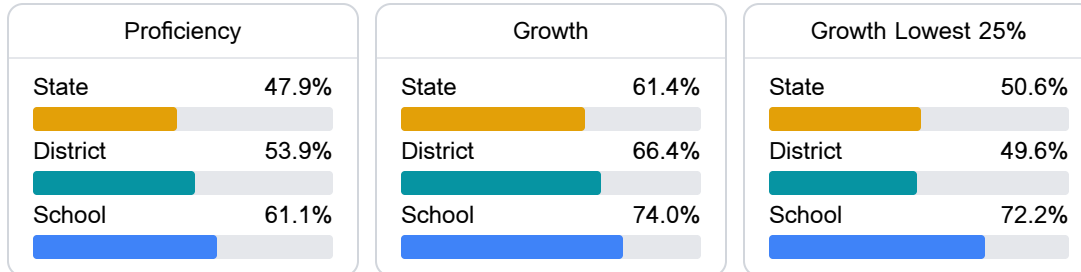 Proficiency
State 47.9%
District 53.9%
School 61.1%
Growth
State 61.4%
District 66.4%
School 74.0%
Growth Lowest 25%
State 50.6%
District 49.6%
School 72.2%